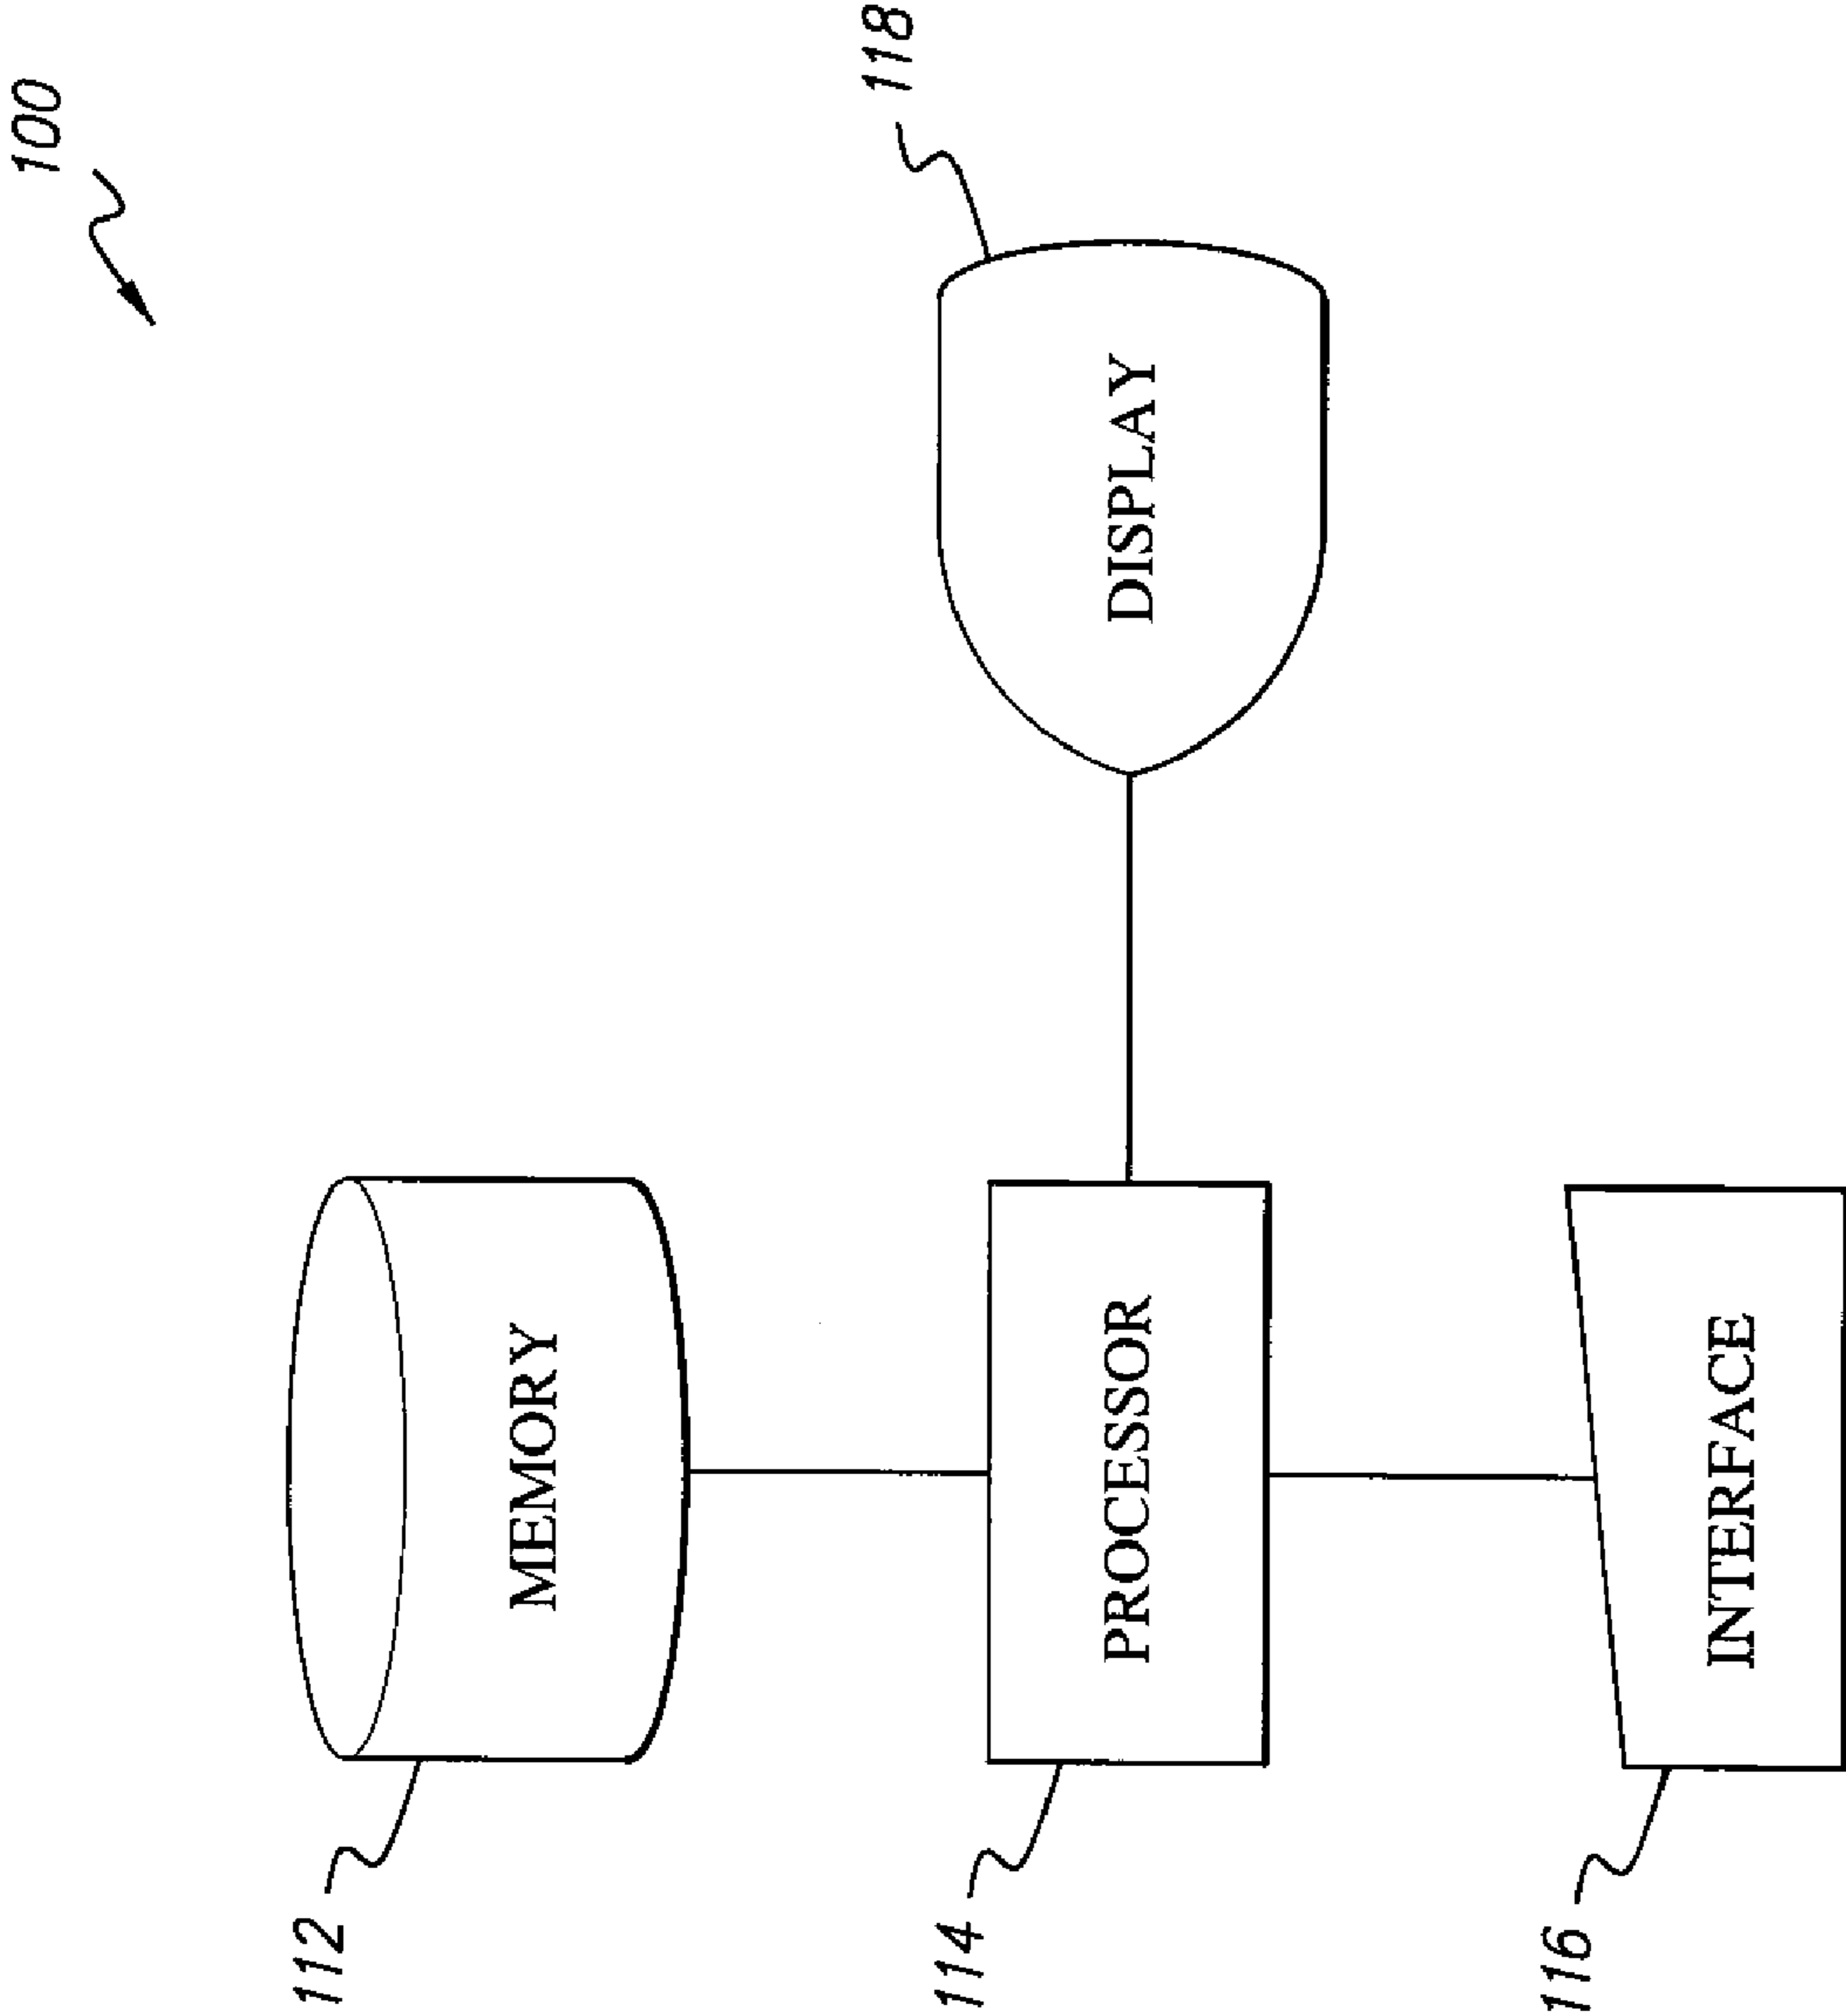 100
112
MEMORY
114
PROCESSOR
118
DISPLAY
116
INTERFACE